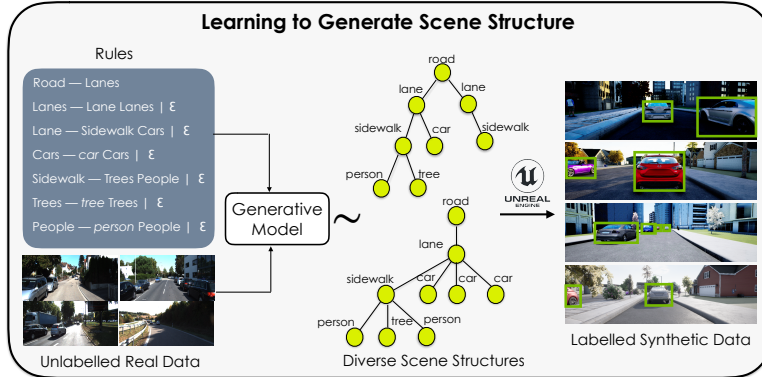 Learning to Generate Scene Structure
Rules
Road — Lanes
Lanes — Lane Lanes | ε
Lane — Sidewalk Cars | ε
Cars — car Cars | ε
Sidewalk — Trees People | ε
Trees — tree Trees | ε
People — person People | ε
Unlabelled Real Data
Generative
Model
~
road
lane
lane
sidewalk
car
sidewalk
person
tree
road
lane
sidewalk
car
car
car
person
tree
person
Diverse Scene Structures
UNREAL
ENGINE
Labelled Synthetic Data